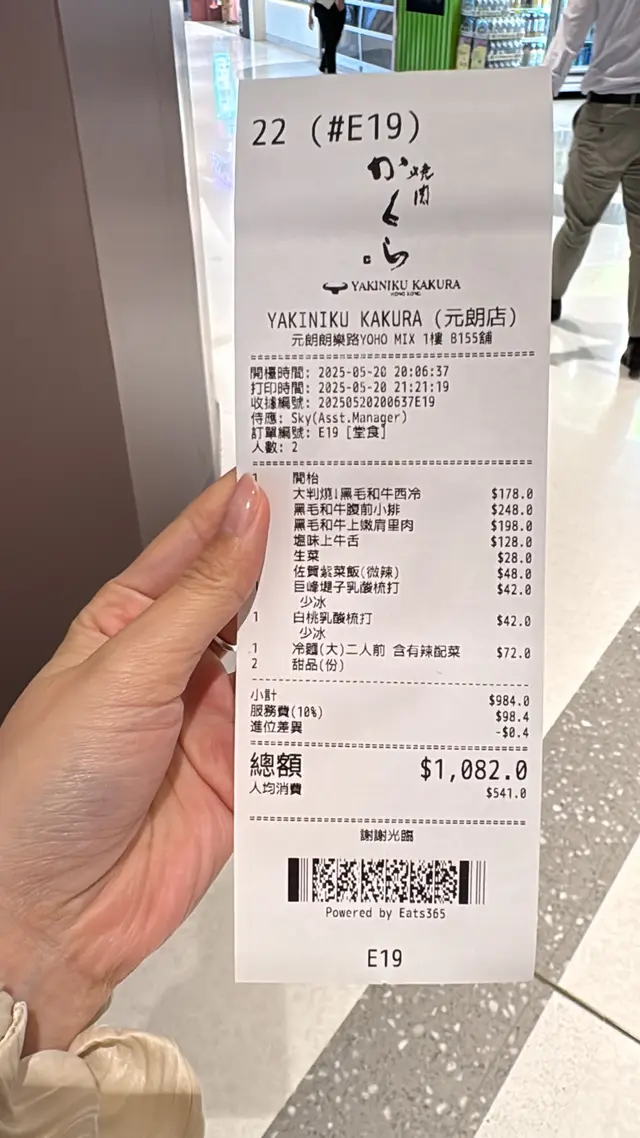 22 (#E19)
焼肉
かくら
YAKINIKU KAKURA
HONG KONG
YAKINIKU KAKURA (元朗店)
元朗朗樂路YOHO MIX 1樓 8155舖
開檯時間: 2025-05-20 20:06:37
打印時間: 2025-05-20 21:21:19
收據編號: 20250520200637E19
侍應: Sky(Asst.Manager)
訂單編號: E19 [堂食]
人數: 2
1 開枱
大判燒!黑毛和牛西冷 $178.0
黑毛和牛腹前小排 $248.0
黑毛和牛上嫩肩里肉 $198.0
塩味上牛舌 $128.0
生菜 $28.0
佐賀紫菜飯(微辣) $48.0
巨峰堤子乳酸梳打 $42.0
少冰
1 白桃乳酸梳打 $42.0
少冰
1 冷麵(大)二人前 含有辣配菜 $72.0
2 甜品(份)
小計 $984.0
服務費(10%) $98.4
進位差異 -$0.4
總額 $1,082.0
人均消費 $541.0
謝謝光臨
Powered by Eats365
E19